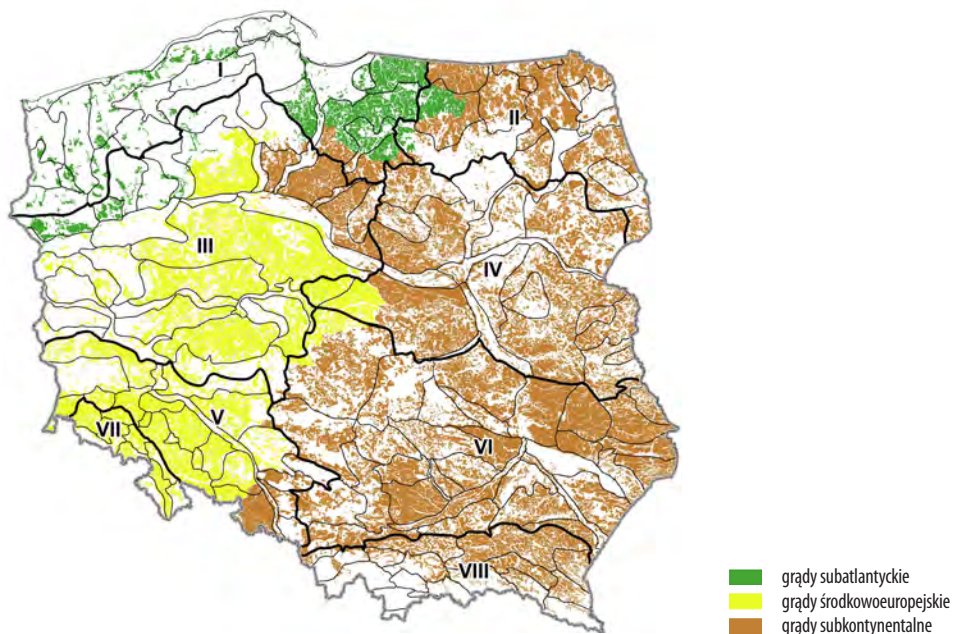 I
II
III
IV
V
VI
VII
VIII
grądy subatlantyckie
grądy środkowoeuropejskie
grądy subkontynentalne